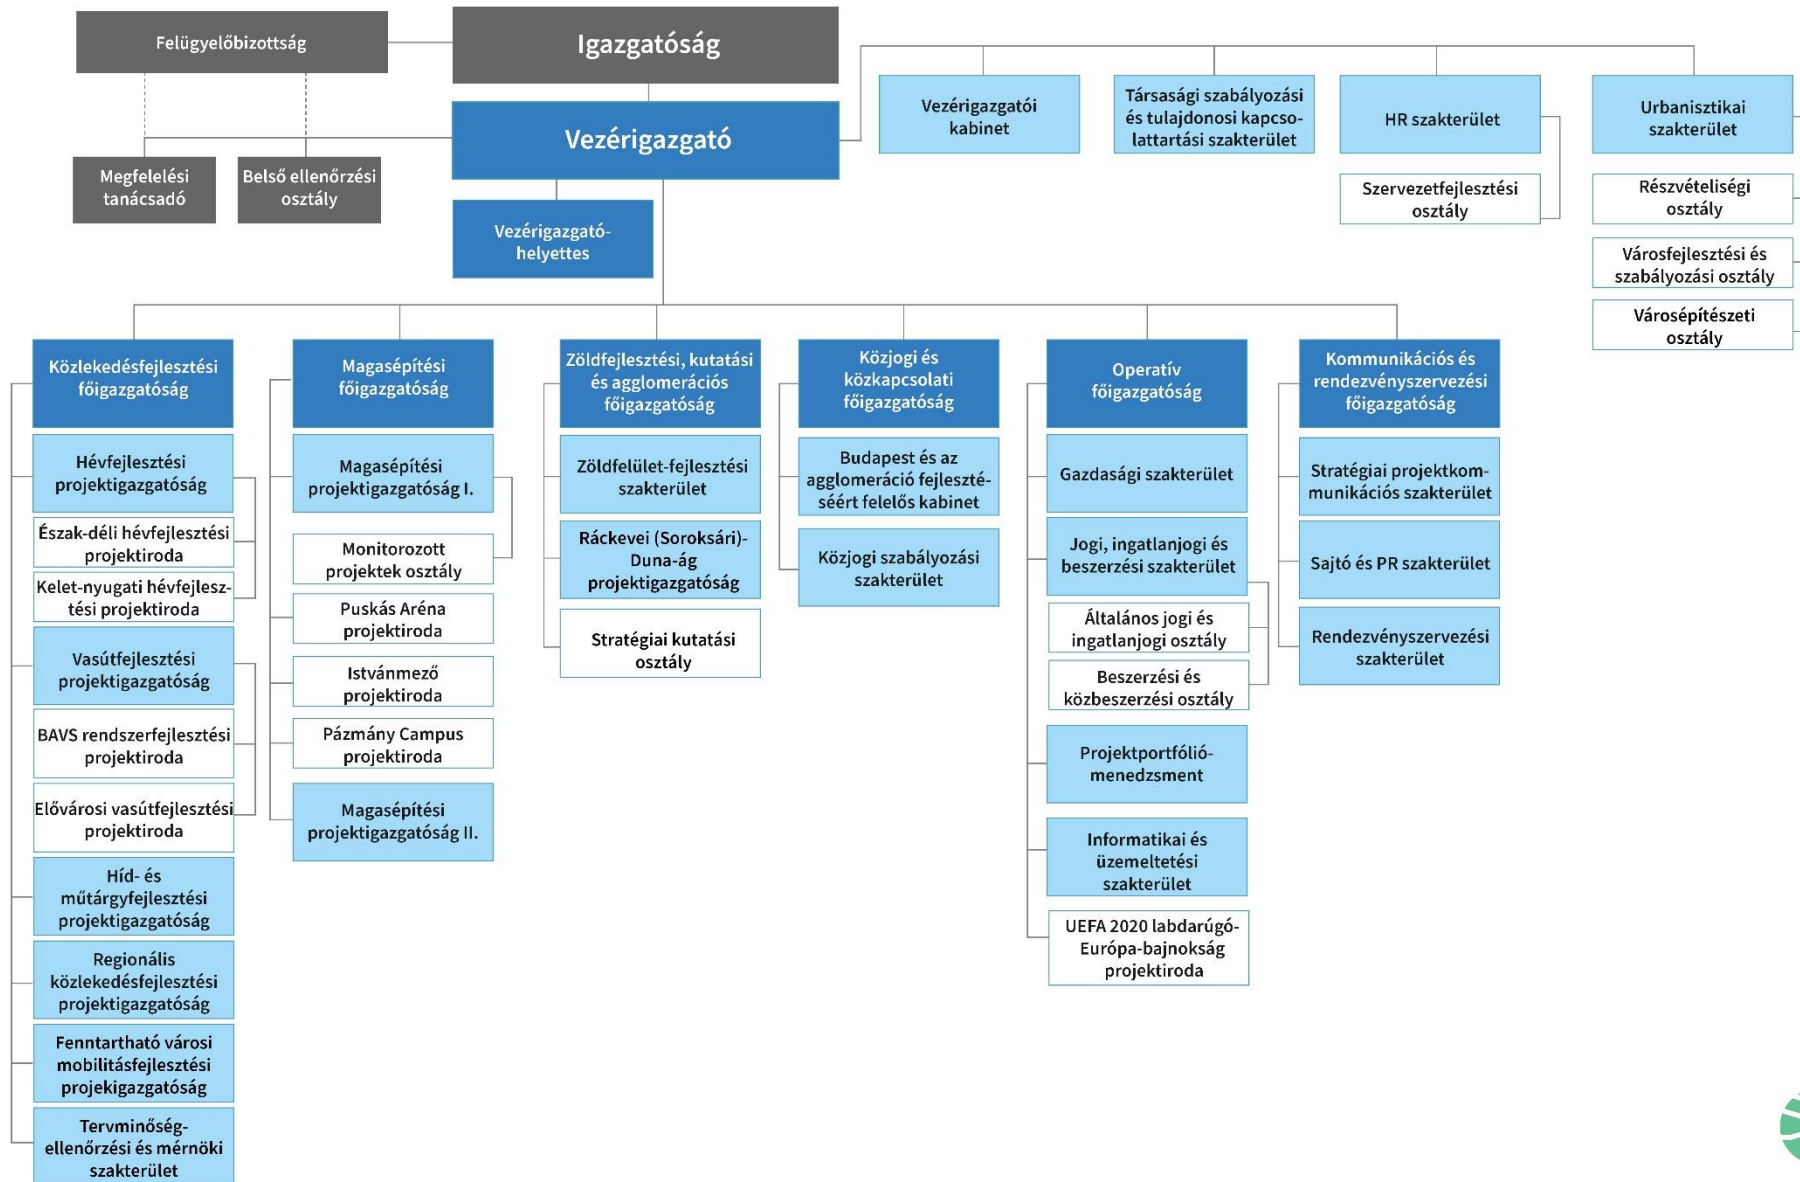 Felügyelőbizottság
Igazgatóság
Vezérigazgató
Megfelelési
tanácsadó
Belső ellenőrzési
osztály
Vezérigazgató-
helyettes
Vezérigazgatói
kabinet
Társasági szabályozási
és tulajdonosi kapcso-
lattartási szakterület
HR szakterület
Szervezetfejlesztési
osztály
Urbanisztikai
szakterület
Részvételiségi
osztály
Városfejlesztési és
szabályozási osztály
Városépítészeti
osztály
Közlekedésfejlesztési
főigazgatóság
Hévfejlesztési
projektigazgatóság
Észak-déli hévfejlesztési
projektiroda
Kelet-nyugati hévfejlesz-
tési projektiroda
Vasútfejlesztési
projektigazgatóság
BAVS rendszerfejlesztési
projektiroda
Elővárosi vasútfejlesztési
projektiroda
Híd- és
műtárgyfejlesztési
projektigazgatóság
Regionális
közlekedésfejlesztési
projektigazgatóság
Fenntartható városi
mobilitásfejlesztési
projekigazgatóság
Tervminőség-
ellenőrzési és mérnöki
szakterület
Magasépítési
főigazgatóság
Magasépítési
projektigazgatóság I.
Monitorozott
projektek osztály
Puskás Aréna
projektiroda
Istvánmező
projektiroda
Pázmány Campus
projektiroda
Magasépítési
projektigazgatóság II.
Zöldfejlesztési, kutatási
és agglomerációs
főigazgatóság
Zöldfelület-fejlesztési
szakterület
Ráckevei (Soroksári)-
Duna-ág
projektigazgatóság
Stratégiai kutatási
osztály
Közjogi és
közkapcsolati
főigazgatóság
Budapest és az
agglomeráció fejleszté-
séért felelős kabinet
Közjogi szabályozási
szakterület
Operatív
főigazgatóság
Gazdasági szakterület
Jogi, ingatlanjogi és
beszerzési szakterület
Általános jogi és
ingatlanjogi osztály
Beszerzési és
közbeszerzési osztály
Projektportfólió-
menedzsment
Informatikai és
üzemeltetési
szakterület
UEFA 2020 labdarúgó-
Európa-bajnokság
projektiroda
Kommunikációs és
rendezvényszervezési
főigazgatóság
Stratégiai projektkom-
munikációs szakterület
Sajtó és PR szakterület
Rendezvényszervezési
szakterület